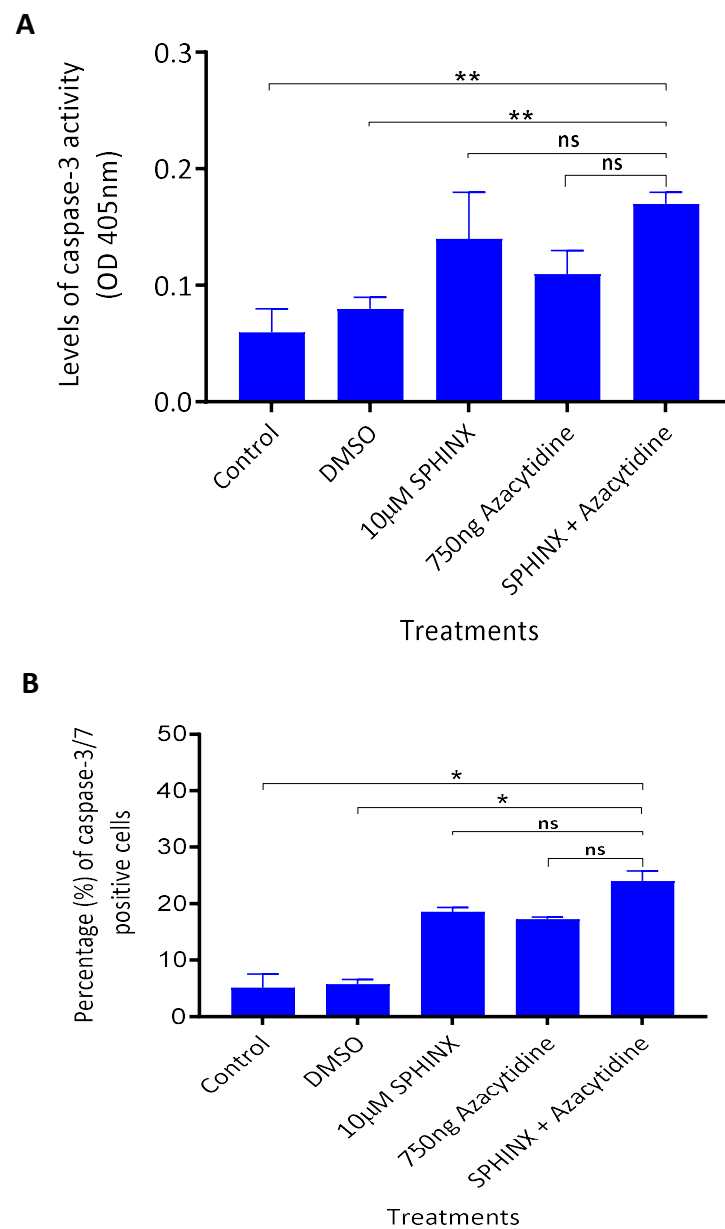 A
Levels of caspase-3 activity
(OD 405nm)
0.3
0.2
0.1
0.0
**
**
ns
ns
Control
DMSO
10µM SPHINX
750ng Azacytidine
SPHINX + Azacytidine
Treatments
B
Percentage (%) of caspase-3/7
positive cells
50
40
30
20
10
0
*
*
ns
ns
Control
DMSO
10µM SPHINX
750ng Azacytidine
SPHINX + Azacytidine
Treatments